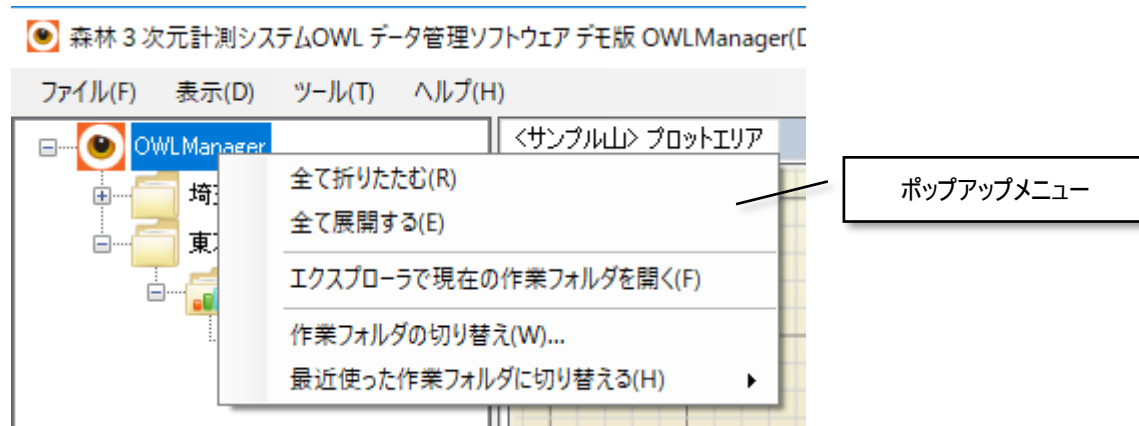 森林３次元計測システムOWL データ管理ソフトウェア デモ版 OWLManager(D
ファイル(F) 表示(D) ツール(T) ヘルプ(H)
OWLManager
<サンプル山> プロットエリア
埼
東
全て折りたたむ(R)
全て展開する(E)
エクスプローラで現在の作業フォルダを開く(F)
作業フォルダの切り替え(W)...
最近使った作業フォルダに切り替える(H)
ポップアップメニュー